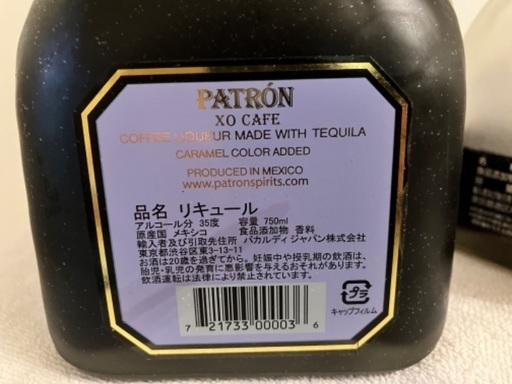 PATRÓN
XO CAFE
COFFEE LIQUEUR MADE WITH TEQUILA
CARAMEL COLOR ADDED
PRODUCED IN MEXICO
www.patronspirits.com
品名 リキュール
アルコール分 35度 容量 750ml
原産国 メキシコ 食品添加物 香料
輸入者及び引取先住所 バカルディ ジャパン株式会社
東京都渋谷区東3-13-11
お酒は20歳を過ぎてから。妊娠中や授乳期の飲酒は、
胎児・乳児の発育に悪影響を与えるおそれがあります。
飲酒運転は法律により禁止されています。
7 21733 00003 6
プラ
キャップフィルム